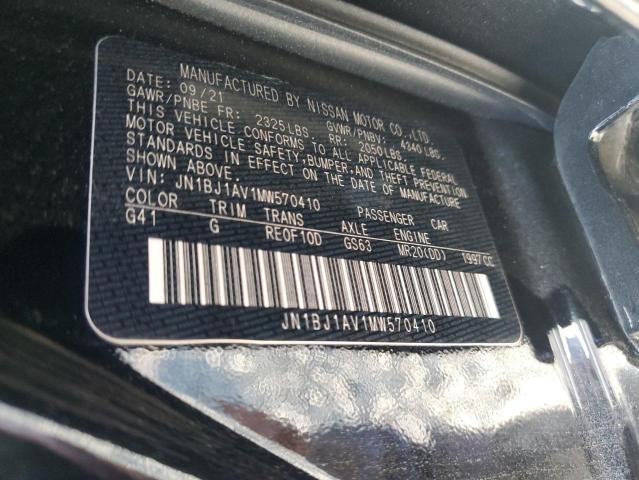 MANUFACTURED BY NISSAN MOTOR CO.,LTD.
DATE: 09/21 GVWR/PNBV: 4340 LBS.
GAWR/PNBE FR: 2325LBS. RR: 2050 LBS.
THIS VEHICLE CONFORMS TO ALL APPLICABLE FEDERAL
MOTOR VEHICLE SAFETY, BUMPER, AND THEFT PREVENTION
STANDARDS IN EFFECT ON THE DATE OF MANUFACTURE
SHOWN ABOVE.
VIN: JN1BJ1AV1MW570410 PASSENGER CAR
COLOR TRIM TRANS AXLE ENGINE
G41 G RE0F10D GS63 MR20(DD) 1997CC
JN1BJ1AV1MW570410